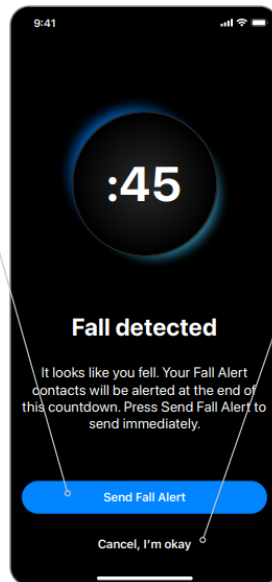 9:41
:45
Fall detected
It looks like you fell. Your Fall Alert
contacts will be alerted at the end of
this countdown. Press Send Fall Alert to
send immediately.
Send Fall Alert
Cancel, I'm okay